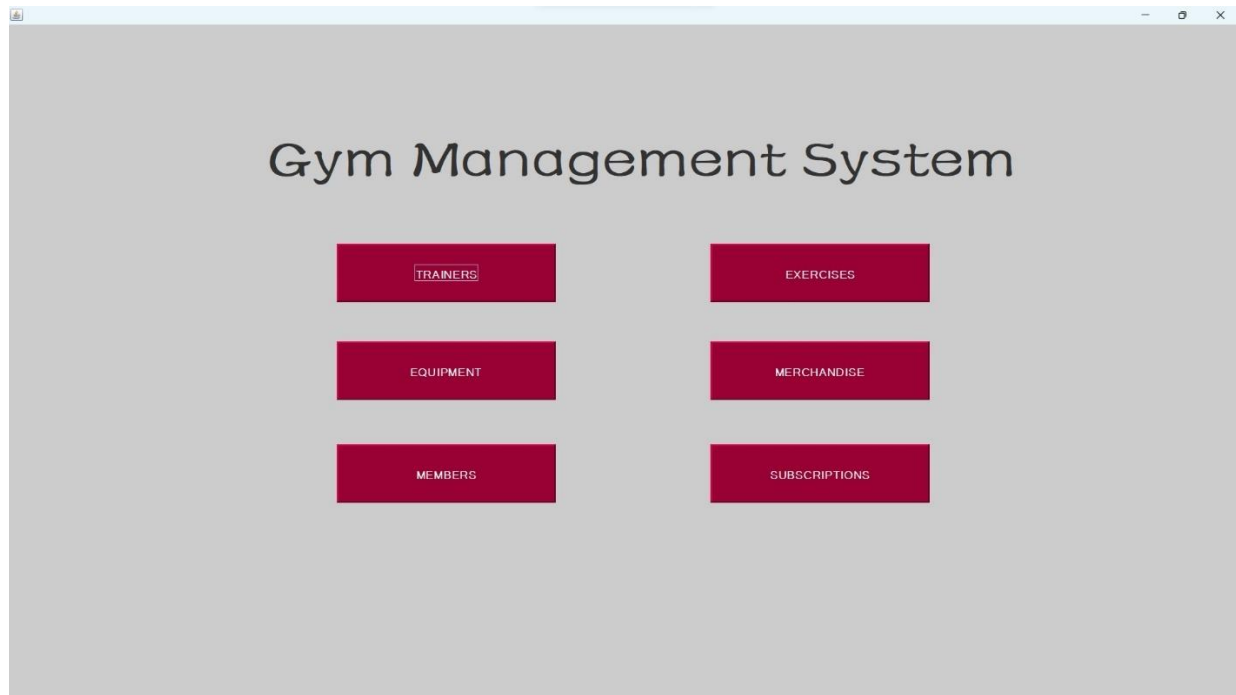 Gym Management System
TRAINERS
EXERCISES
EQUIPMENT
MERCHANDISE
MEMBERS
SUBSCRIPTIONS